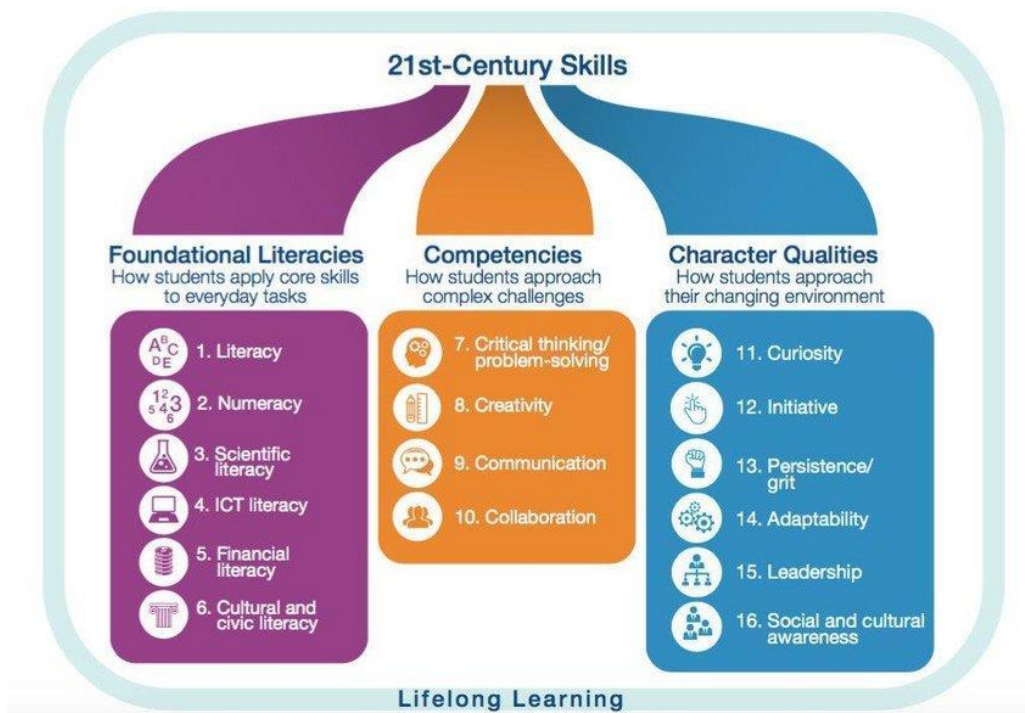 21st-Century Skills
Foundational Literacies
How students apply core skills
to everyday tasks
ABCDE
1. Literacy
123456
2. Numeracy
3. Scientific
literacy
4. ICT literacy
5. Financial
literacy
6. Cultural and
civic literacy
Competencies
How students approach
complex challenges
7. Critical thinking/
problem-solving
8. Creativity
9. Communication
10. Collaboration
Character Qualities
How students approach
their changing environment
11. Curiosity
12. Initiative
13. Persistence/
grit
14. Adaptability
15. Leadership
16. Social and cultural
awareness
Lifelong Learning